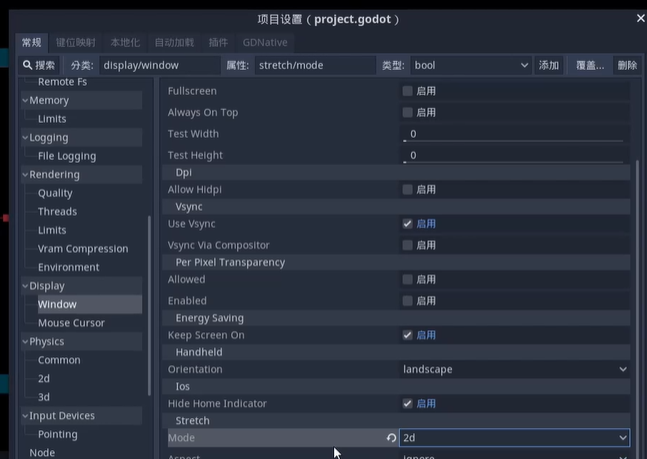 项目设置（project.godot）
常规 键位映射 本地化 自动加载 插件 GDNative
搜索 分类: display/window 属性: stretch/mode 类型: bool 添加 覆盖... 删除
Remote Fs
Memory
Limits
Logging
File Logging
Rendering
Quality
Threads
Limits
Vram Compression
Environment
Display
Window
Mouse Cursor
Physics
Common
2d
3d
Input Devices
Pointing
Node
Fullscreen 启用
Always On Top 启用
Test Width 0
Test Height 0
Dpi
Allow Hidpi 启用
Vsync
Use Vsync 启用
Vsync Via Compositor 启用
Per Pixel Transparency
Allowed 启用
Enabled 启用
Energy Saving
Keep Screen On 启用
Handheld
Orientation landscape
Ios
Hide Home Indicator 启用
Stretch
Mode 2d
Aspect ignore